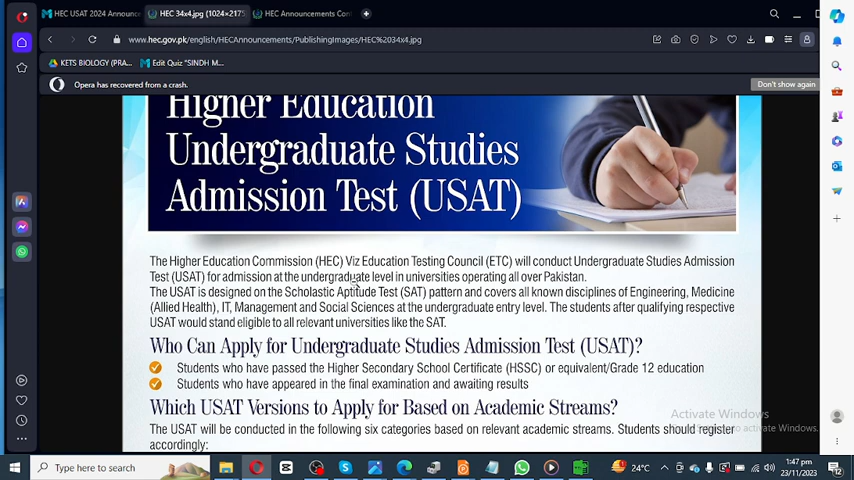 HEC USAT 2024 Announc
HEC 34x4.jpg (1024×2175
HEC Announcements Con
www.hec.gov.pk/english/HECAnnouncements/PublishingImages/HEC%2034x4.jpg
KETS BIOLOGY (PRA...
Edit Quiz "SINDH M...
Opera has recovered from a crash.
Don't show again
Higher Education
Undergraduate Studies
Admission Test (USAT)
The Higher Education Commission (HEC) Viz Education Testing Council (ETC) will conduct Undergraduate Studies Admission
Test (USAT) for admission at the undergraduate level in universities operating all over Pakistan.
The USAT is designed on the Scholastic Aptitude Test (SAT) pattern and covers all known disciplines of Engineering, Medicine
(Allied Health), IT, Management and Social Sciences at the undergraduate entry level. The students after qualifying respective
USAT would stand eligible to all relevant universities like the SAT.
Who Can Apply for Undergraduate Studies Admission Test (USAT)?
Students who have passed the Higher Secondary School Certificate (HSSC) or equivalent/Grade 12 education
Students who have appeared in the final examination and awaiting results
Which USAT Versions to Apply for Based on Academic Streams?
Activate Windows
The USAT will be conducted in the following six categories based on relevant academic streams. Students should register
to activate Windows.
accordingly:
Type here to search
24°C
1:47 pm
23/11/2023
12